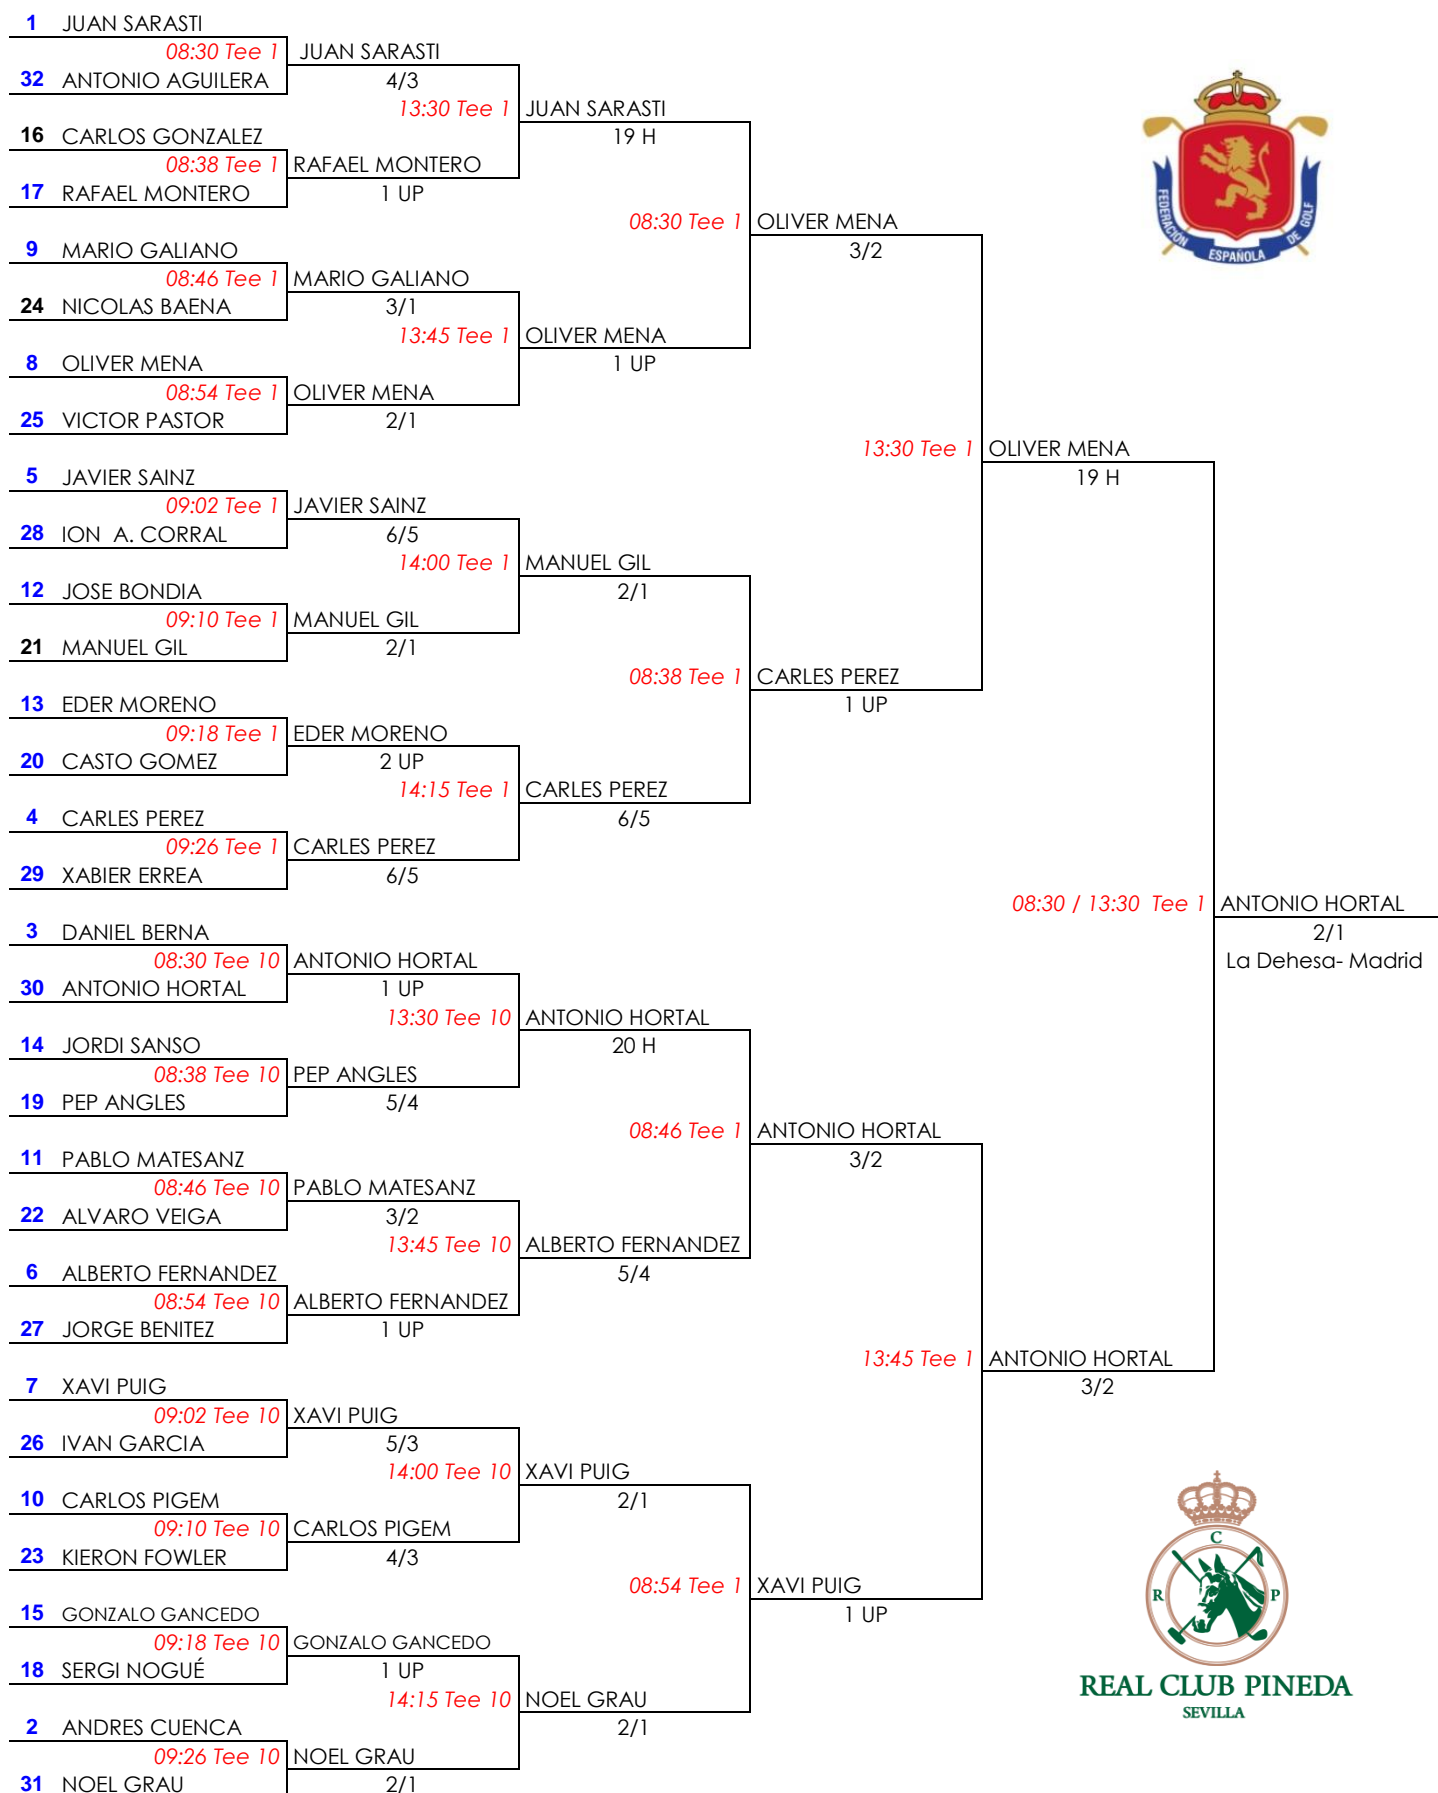 1 JUAN SARASTI
08:30 Tee 1 JUAN SARASTI
32 ANTONIO AGUILERA 4/3
13:30 Tee 1 JUAN SARASTI
16 CARLOS GONZALEZ 19 H
08:38 Tee 1 RAFAEL MONTERO
17 RAFAEL MONTERO 1 UP
08:30 Tee 1 OLIVER MENA
9 MARIO GALIANO 3/2
08:46 Tee 1 MARIO GALIANO
24 NICOLAS BAENA 3/1
13:45 Tee 1 OLIVER MENA
8 OLIVER MENA 1 UP
08:54 Tee 1 OLIVER MENA
25 VICTOR PASTOR 2/1
13:30 Tee 1 OLIVER MENA
5 JAVIER SAINZ 19 H
09:02 Tee 1 JAVIER SAINZ
28 ION A. CORRAL 6/5
14:00 Tee 1 MANUEL GIL
12 JOSE BONDIA 2/1
09:10 Tee 1 MANUEL GIL
21 MANUEL GIL 2/1
08:38 Tee 1 CARLES PEREZ
13 EDER MORENO 1 UP
09:18 Tee 1 EDER MORENO
20 CASTO GOMEZ 2 UP
14:15 Tee 1 CARLES PEREZ
4 CARLES PEREZ 6/5
09:26 Tee 1 CARLES PEREZ
29 XABIER ERREA 6/5
08:30 / 13:30 Tee 1 ANTONIO HORTAL
3 DANIEL BERNA 2/1
08:30 Tee 10 ANTONIO HORTAL La Dehesa- Madrid
30 ANTONIO HORTAL 1 UP
13:30 Tee 10 ANTONIO HORTAL
14 JORDI SANSO 20 H
08:38 Tee 10 PEP ANGLES
19 PEP ANGLES 5/4
08:46 Tee 1 ANTONIO HORTAL
11 PABLO MATESANZ 3/2
08:46 Tee 10 PABLO MATESANZ
22 ALVARO VEIGA 3/2
13:45 Tee 10 ALBERTO FERNANDEZ
6 ALBERTO FERNANDEZ 5/4
08:54 Tee 10 ALBERTO FERNANDEZ
27 JORGE BENITEZ 1 UP
13:45 Tee 1 ANTONIO HORTAL
7 XAVI PUIG 3/2
09:02 Tee 10 XAVI PUIG
26 IVAN GARCIA 5/3
14:00 Tee 10 XAVI PUIG
10 CARLOS PIGEM 2/1
09:10 Tee 10 CARLOS PIGEM
23 KIERON FOWLER 4/3
08:54 Tee 1 XAVI PUIG
15 GONZALO GANCEDO 1 UP
09:18 Tee 10 GONZALO GANCEDO
18 SERGI NOGUÉ 1 UP
14:15 Tee 10 NOEL GRAU
2 ANDRES CUENCA 2/1
09:26 Tee 10 NOEL GRAU
31 NOEL GRAU 2/1
FEDERACIÓN ESPAÑOLA DE GOLF
C
R P
REAL CLUB PINEDA
SEVILLA